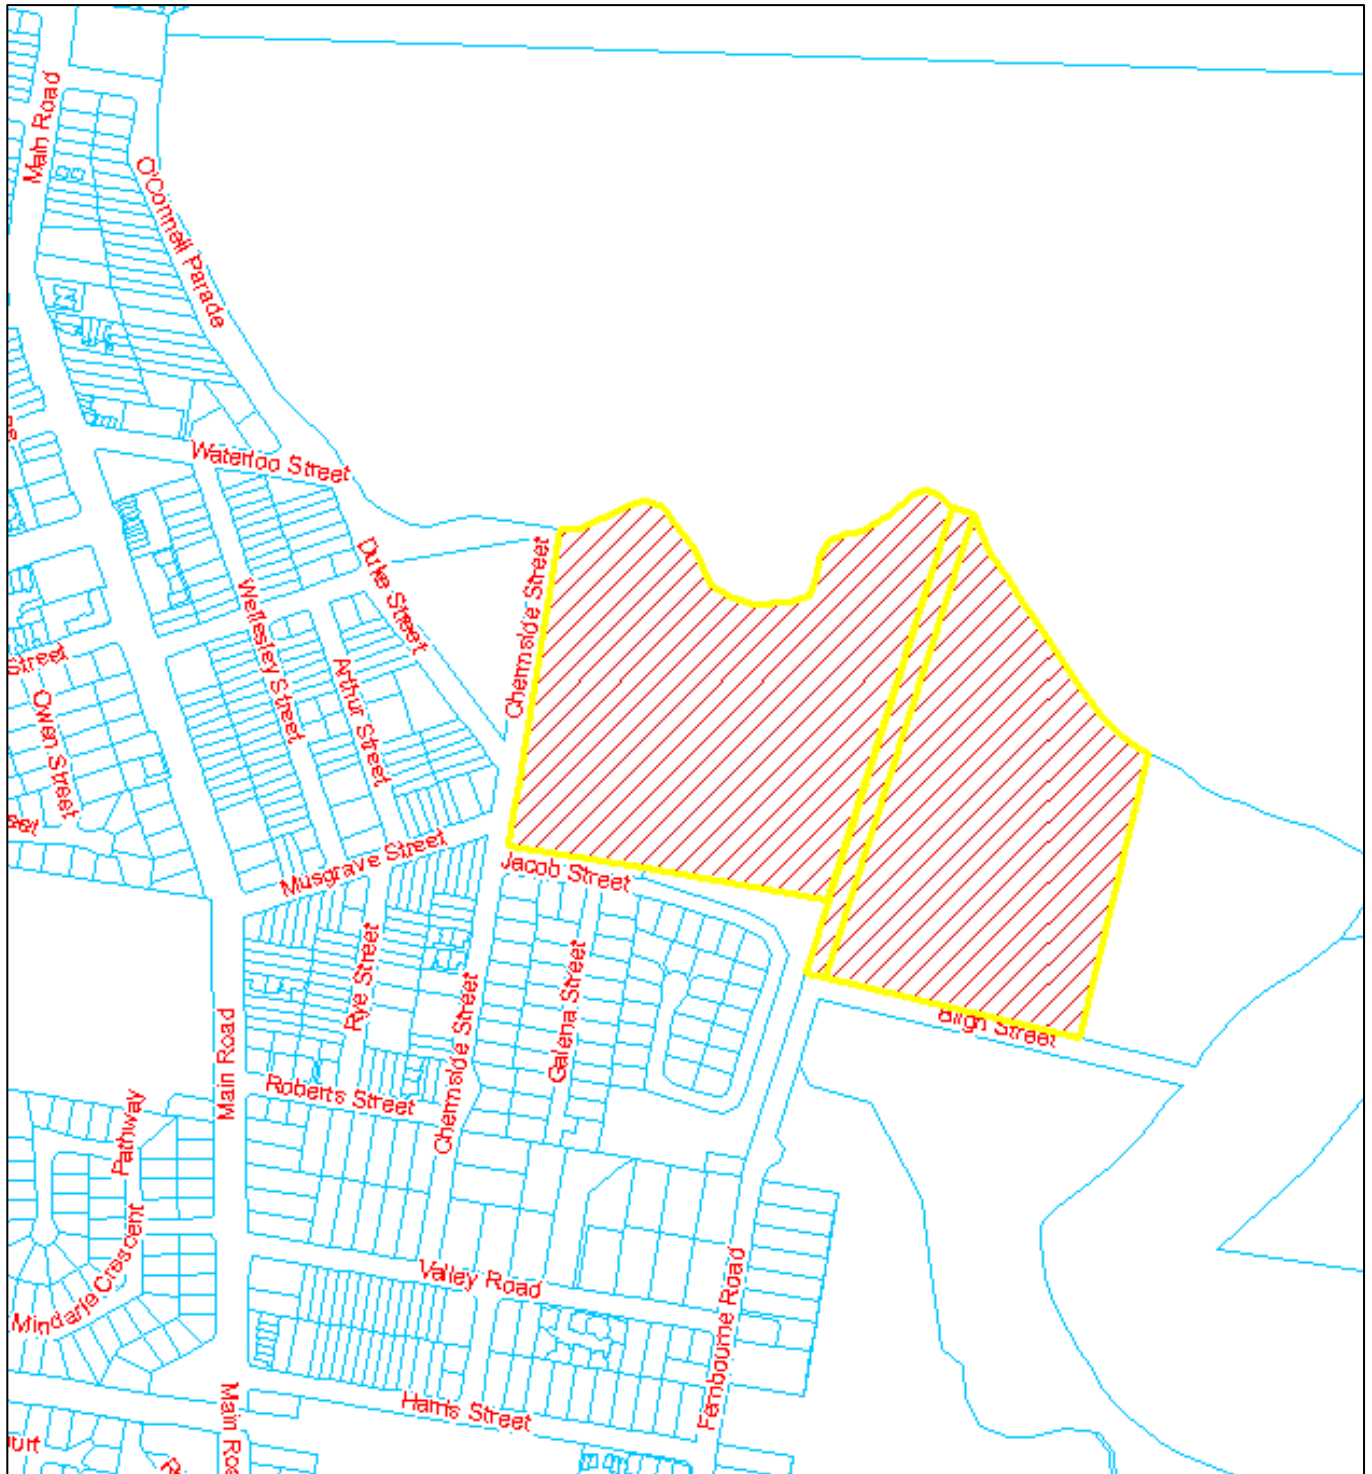 Main Road
O'Connell Parade
Waterloo Street
Duke Street
Chermside Street
Wellesley Street
Arthur Street
Street
Owen Street
Musgrave Street
Jacob Street
Rye Street
Galena Street
Chermside Street
Bligh Street
Main Road
Roberts Street
Pathway
Mindarie Crescent
Valley Road
Fernbourne Road
Harris Street
Main Roa